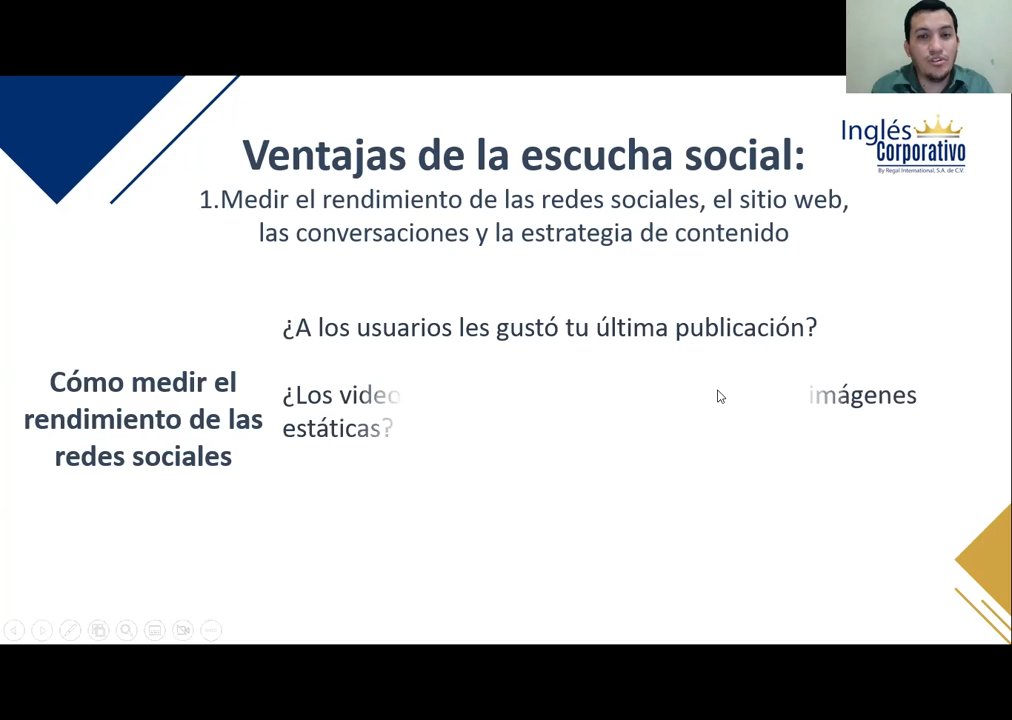 Inglés
Corporativo
By Regal International, S.A. de C.V.
Ventajas de la escucha social:
1.Medir el rendimiento de las redes sociales, el sitio web,
las conversaciones y la estrategia de contenido
¿A los usuarios les gustó tu última publicación?
Cómo medir el
rendimiento de las
redes sociales
¿Los video imágenes
estáticas?